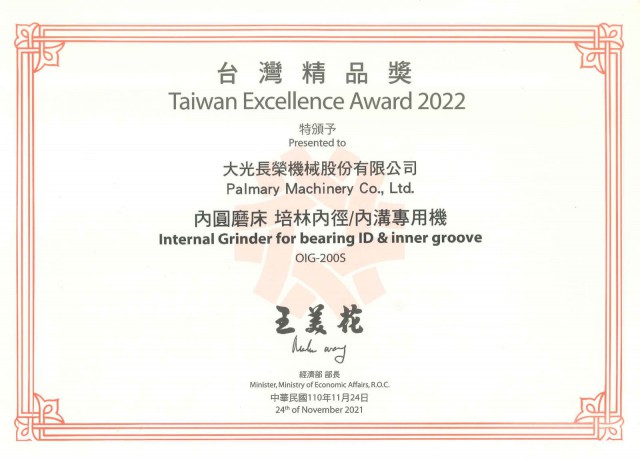 台灣精品獎
Taiwan Excellence Award 2022
特頒予
Presented to
大光長榮機械股份有限公司
Palmary Machinery Co., Ltd.
內圓磨床 培林內徑/內溝專用機
Internal Grinder for bearing ID & inner groove
OIG-200S
王美花
經濟部 部長
Minister, Ministry of Economic Affairs, R.O.C.
中華民國110年11月24日
24th of November 2021